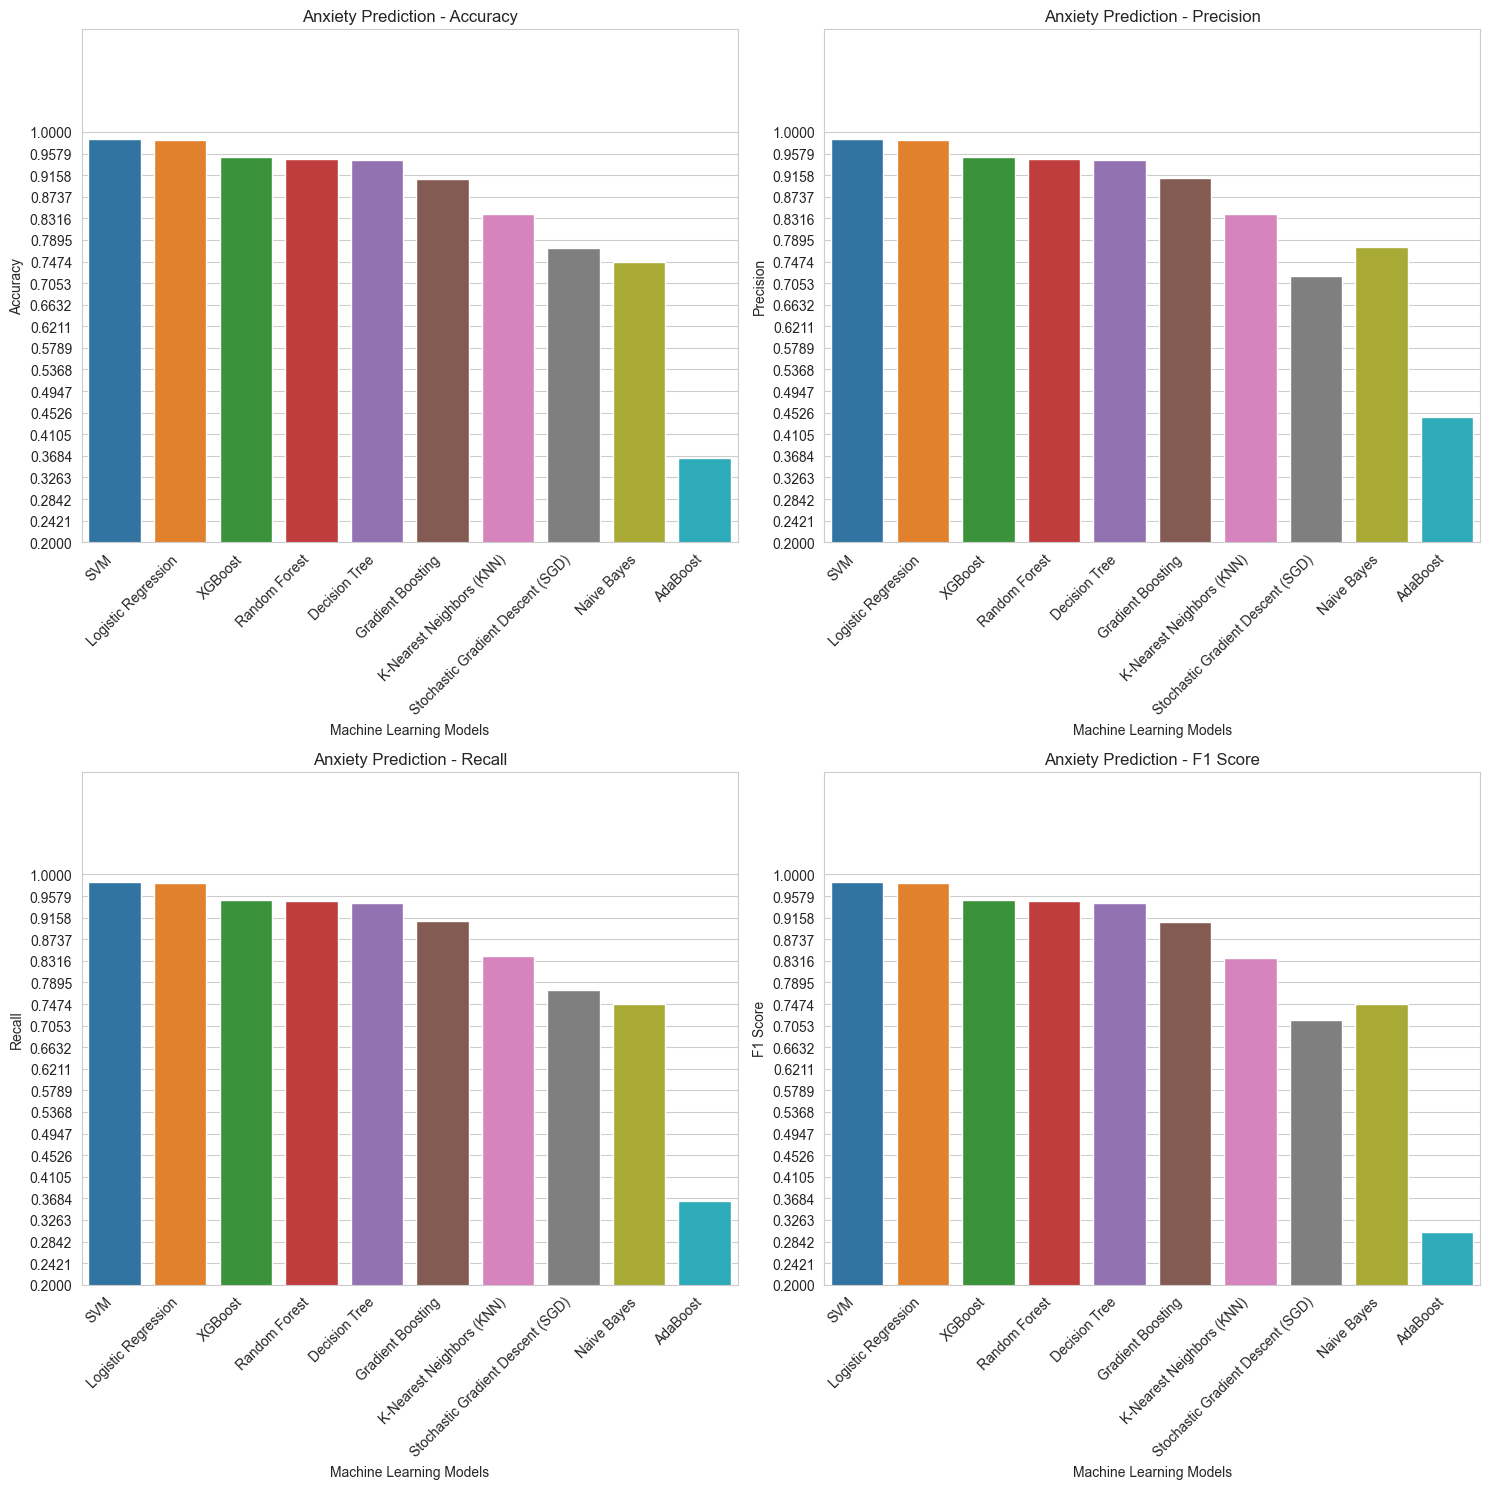 Anxiety Prediction - Accuracy
1.0000
0.9579
0.9158
0.8737
0.8316
0.7895
0.7474
0.7053
0.6632
0.6211
0.5789
0.5368
0.4947
0.4526
0.4105
0.3684
0.3263
0.2842
0.2421
0.2000
Accuracy
SVM
Logistic Regression
XGBoost
Random Forest
Decision Tree
Gradient Boosting
K-Nearest Neighbors (KNN)
Stochastic Gradient Descent (SGD)
Naive Bayes
AdaBoost
Machine Learning Models
Anxiety Prediction - Precision
1.0000
0.9579
0.9158
0.8737
0.8316
0.7895
0.7474
0.7053
0.6632
0.6211
0.5789
0.5368
0.4947
0.4526
0.4105
0.3684
0.3263
0.2842
0.2421
0.2000
Precision
SVM
Logistic Regression
XGBoost
Random Forest
Decision Tree
Gradient Boosting
K-Nearest Neighbors (KNN)
Stochastic Gradient Descent (SGD)
Naive Bayes
AdaBoost
Machine Learning Models
Anxiety Prediction - Recall
1.0000
0.9579
0.9158
0.8737
0.8316
0.7895
0.7474
0.7053
0.6632
0.6211
0.5789
0.5368
0.4947
0.4526
0.4105
0.3684
0.3263
0.2842
0.2421
0.2000
Recall
SVM
Logistic Regression
XGBoost
Random Forest
Decision Tree
Gradient Boosting
K-Nearest Neighbors (KNN)
Stochastic Gradient Descent (SGD)
Naive Bayes
AdaBoost
Machine Learning Models
Anxiety Prediction - F1 Score
1.0000
0.9579
0.9158
0.8737
0.8316
0.7895
0.7474
0.7053
0.6632
0.6211
0.5789
0.5368
0.4947
0.4526
0.4105
0.3684
0.3263
0.2842
0.2421
0.2000
F1 Score
SVM
Logistic Regression
XGBoost
Random Forest
Decision Tree
Gradient Boosting
K-Nearest Neighbors (KNN)
Stochastic Gradient Descent (SGD)
Naive Bayes
AdaBoost
Machine Learning Models